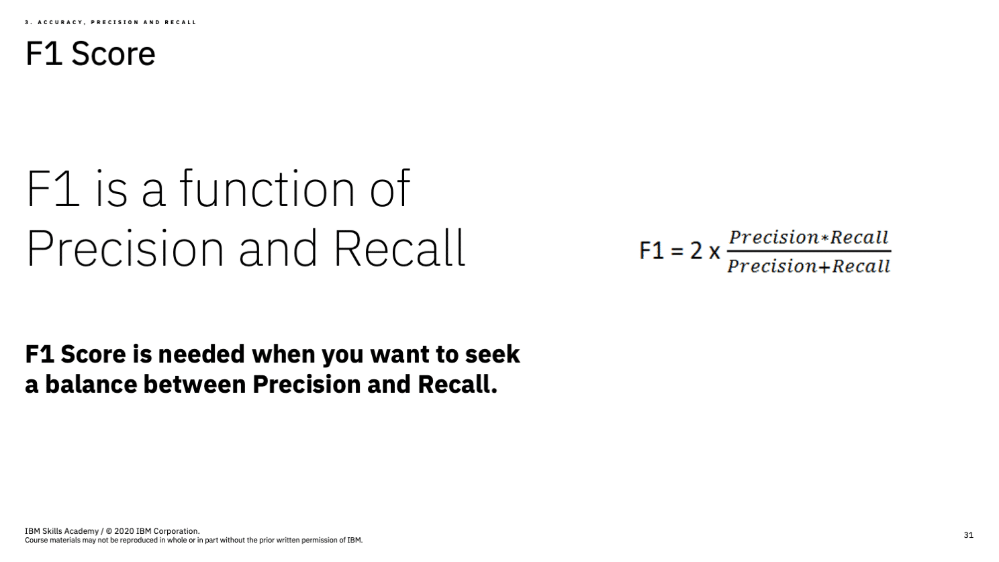 3. ACCURACY, PRECISION AND RECALL
F1 Score
F1 is a function of
Precision and Recall
F1 = 2 x Precision*Recall / Precision+Recall
F1 Score is needed when you want to seek
a balance between Precision and Recall.
IBM Skills Academy / © 2020 IBM Corporation.
Course materials may not be reproduced in whole or in part without the prior written permission of IBM.
31